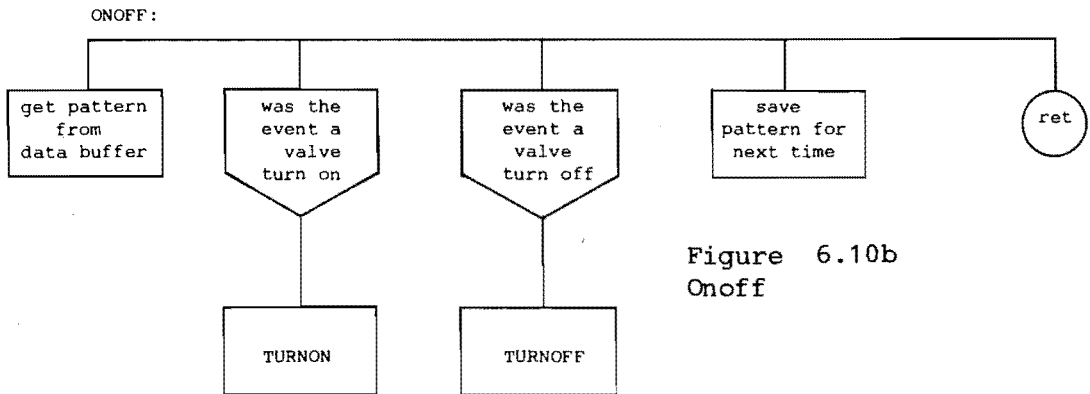 ONOFF:
get pattern
from
data buffer
was the
event a
valve
turn on
was the
event a
valve
turn off
save
pattern for
next time
ret
TURNON
TURNOFF
Figure 6.10b
Onoff